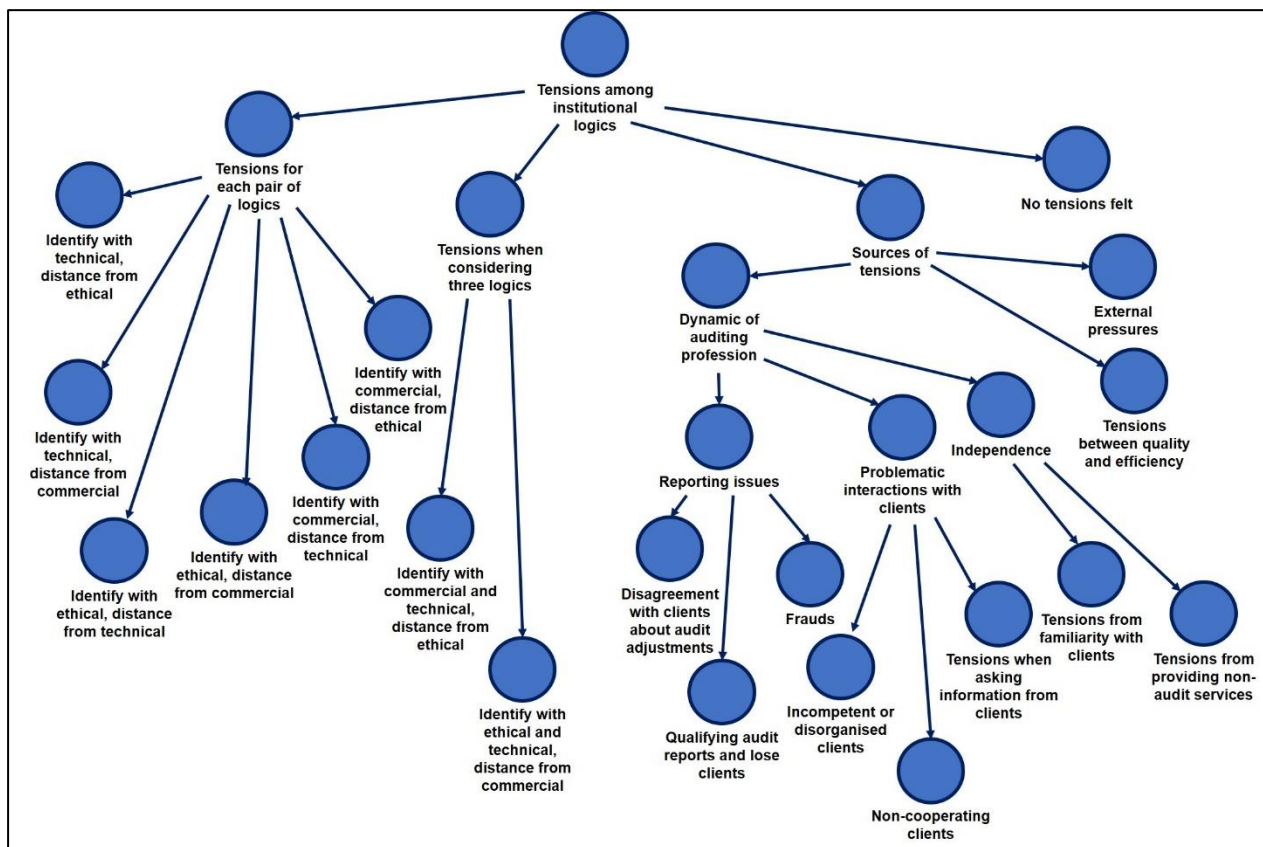 Tensions among
institutional
logics
Tensions for
each pair of
logics
No tensions felt
Identify with
technical,
distance from
ethical
Tensions when
considering
three logics
Sources of
tensions
External
pressures
Dynamic of
auditing
profession
Identify with
commercial,
distance from
ethical
Identify with
technical,
distance from
commercial
Identify with
commercial,
distance from
technical
Identify with
ethical, distance
from commercial
Identify with
ethical, distance
from technical
Identify with
commercial and
technical,
distance from
ethical
Identify with
ethical and
technical,
distance from
commercial
Tensions
between quality
and efficiency
Reporting issues
Problematic
interactions with
clients
Independence
Disagreement
with clients
about audit
adjustments
Frauds
Qualifying audit
reports and lose
clients
Incompetent or
disorganised
clients
Non-cooperating
clients
Tensions when
asking
information from
clients
Tensions from
familiarity with
clients
Tensions from
providing non-
audit services